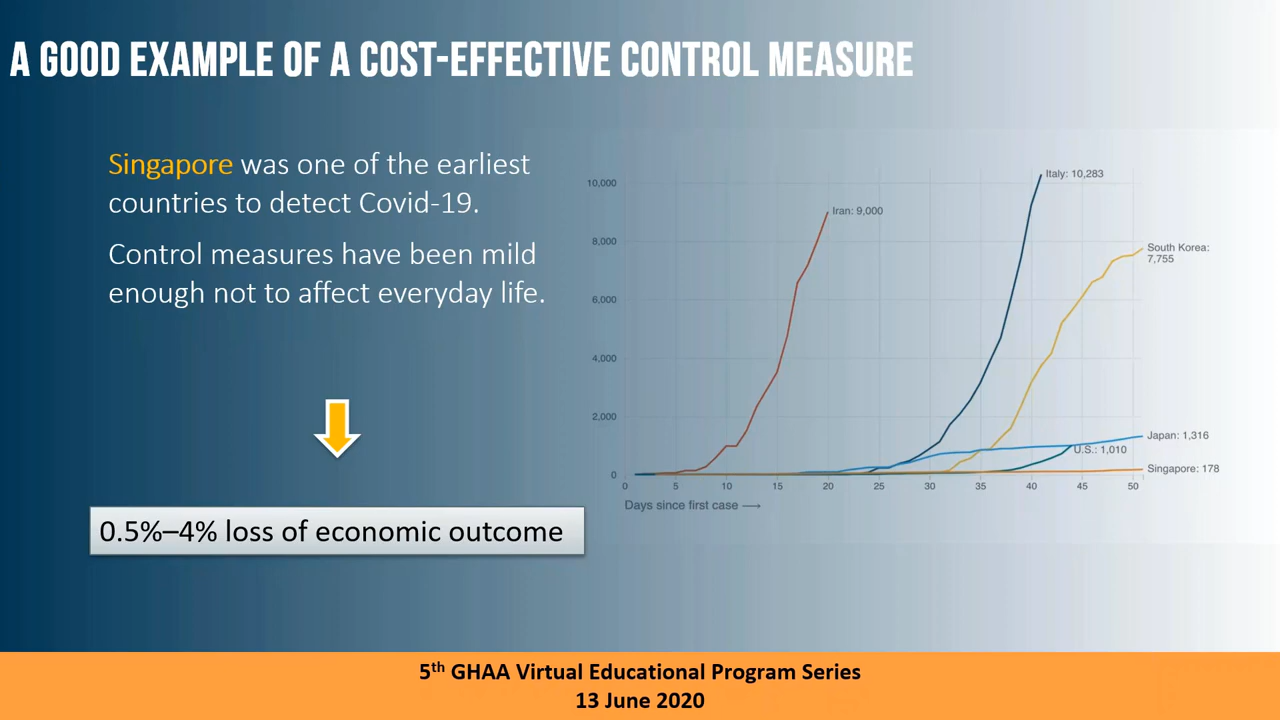 A GOOD EXAMPLE OF A COST-EFFECTIVE CONTROL MEASURE
Singapore was one of the earliest
countries to detect Covid-19.
Control measures have been mild
enough not to affect everyday life.
0.5%–4% loss of economic outcome
10,000
8,000
6,000
4,000
2,000
0
Italy: 10,283
Iran: 9,000
South Korea:
7,755
Japan: 1,316
U.S.: 1,010
Singapore: 178
0 5 10 15 20 25 30 35 40 45 50
Days since first case ⟶
5th GHAA Virtual Educational Program Series
13 June 2020